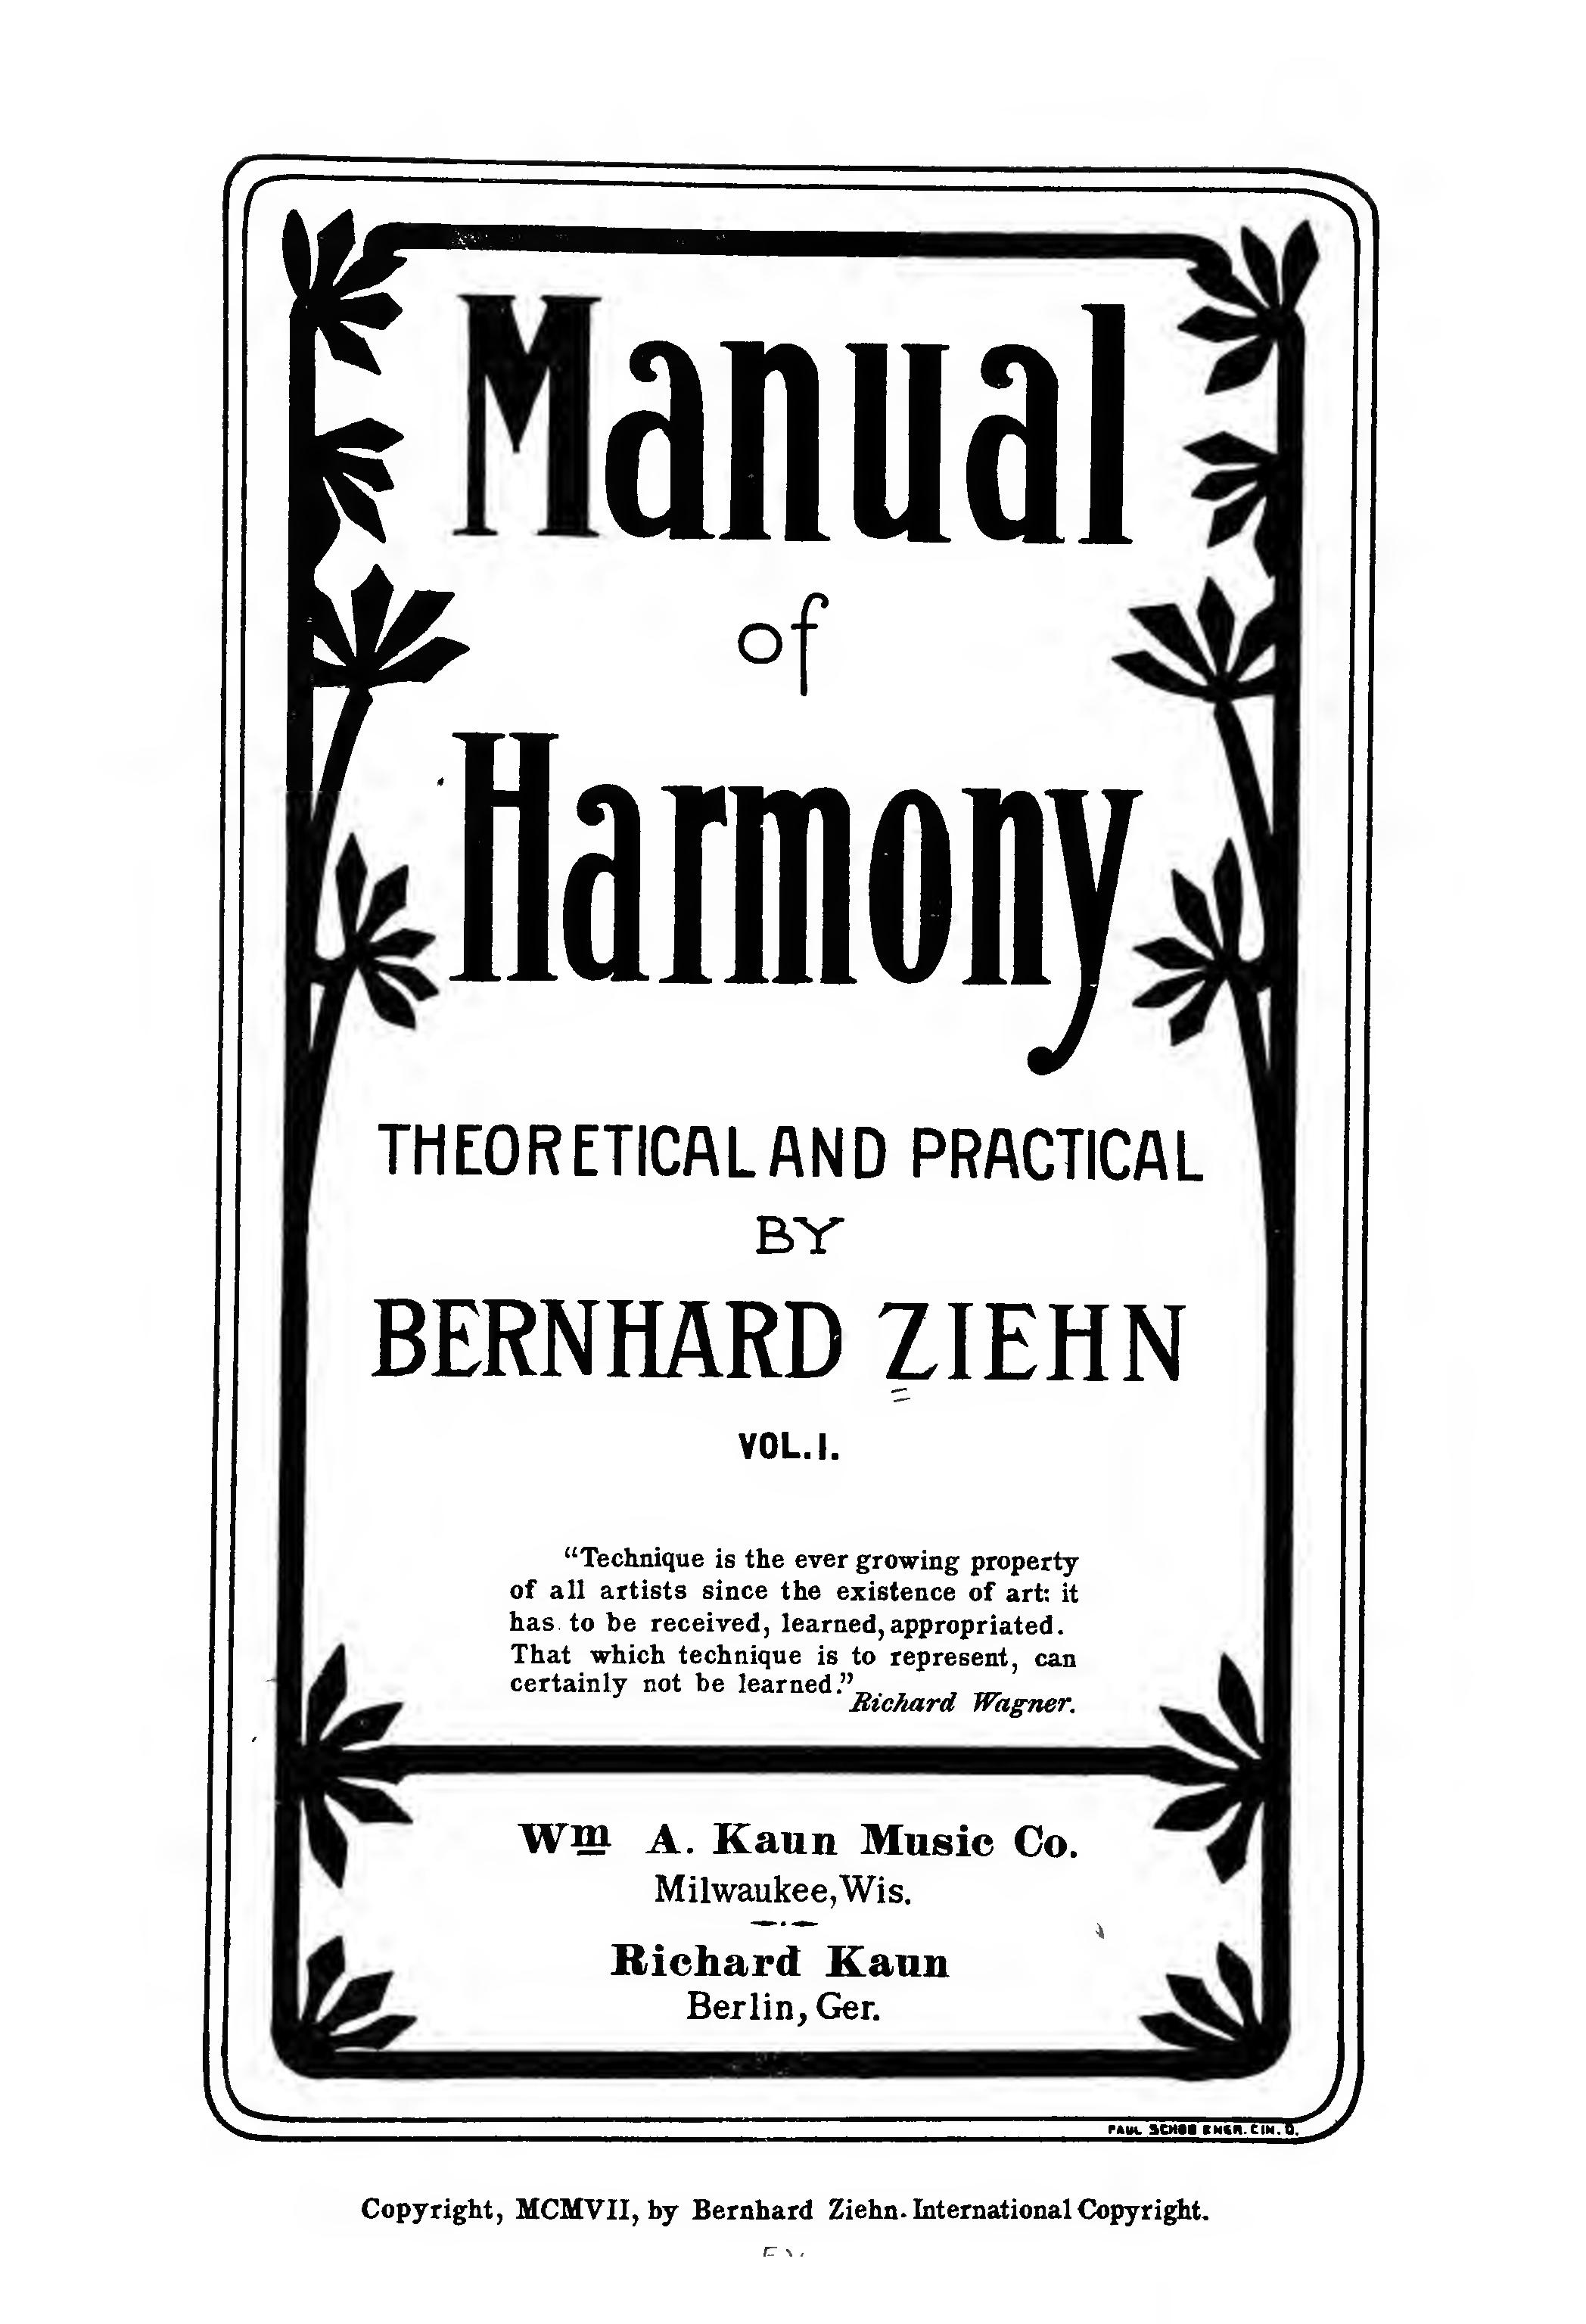 Manual
of
Harmony
THEORETICAL AND PRACTICAL
BY
BERNHARD ZIEHN
VOL. I.
“Technique is the ever growing property
of all artists since the existence of art: it
has to be received, learned, appropriated.
That which technique is to represent, can
certainly not be learned.”
Richard Wagner.
Wm A. Kaun Music Co.
Milwaukee, Wis.
Richard Kaun
Berlin, Ger.
PAUL ENGR. CIN. O.
Copyright, MCMVII, by Bernhard Ziehn. International Copyright.